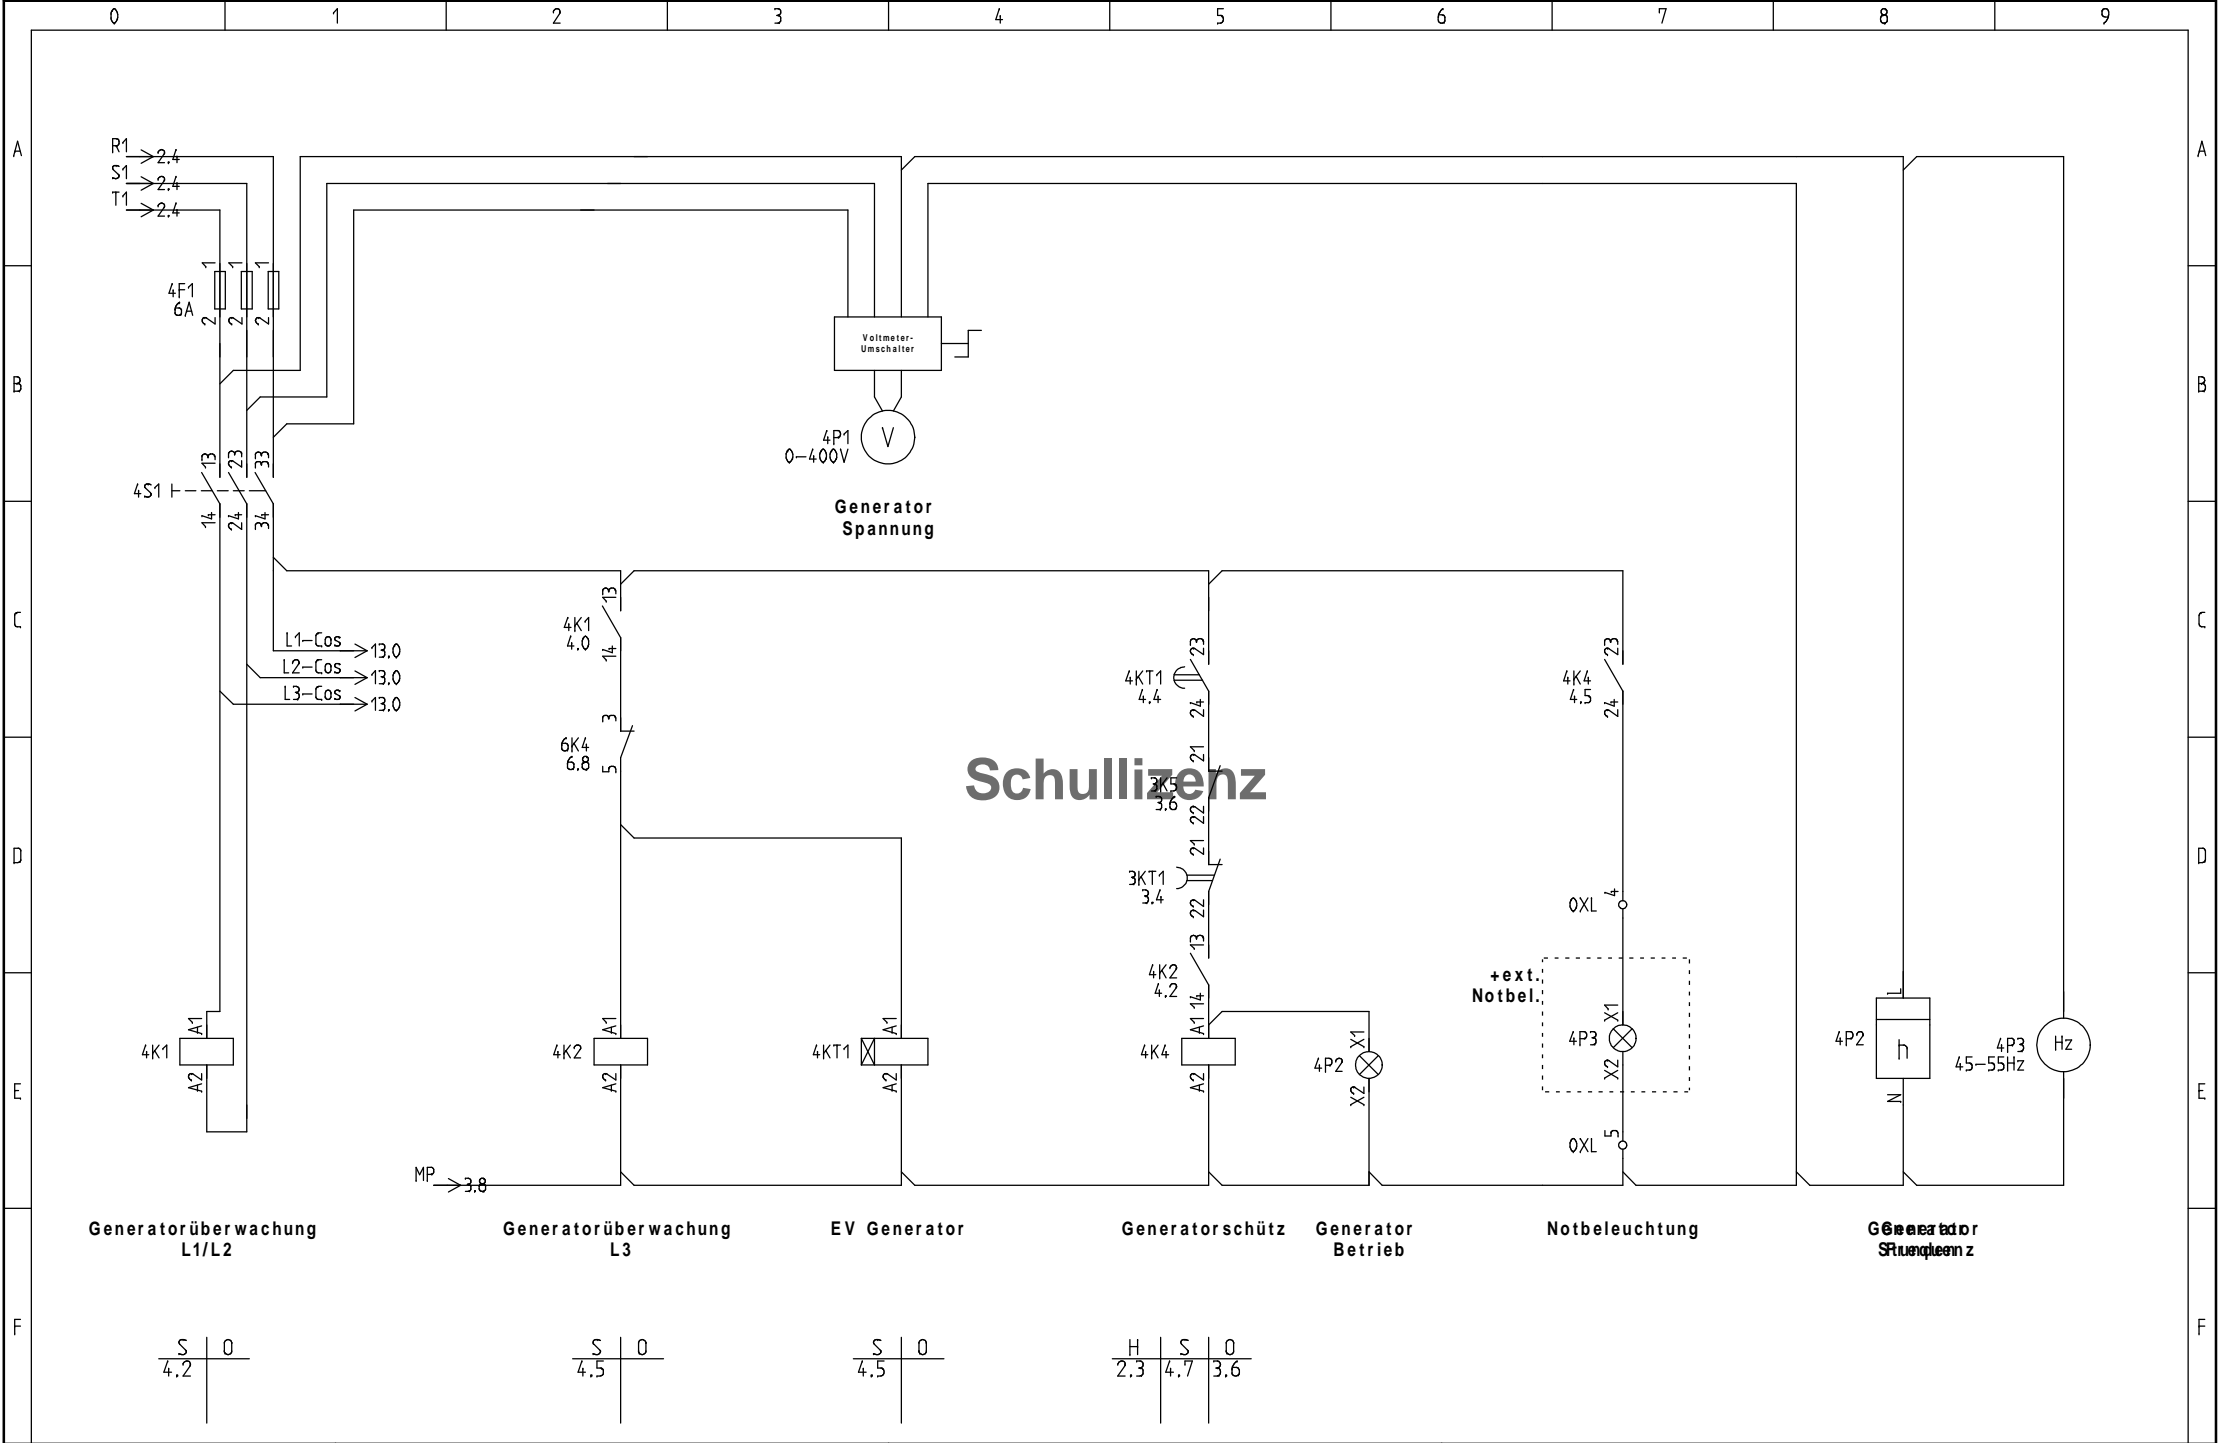 0 1 2 3 4 5 6 7 8 9
A A
R1 2.4
S1 2.4
T1 2.4
1 1 1
4F1
6A
2 2 2
Voltmeter-
Umschalter
B B
4P1
0-400V
V
13 23 33
4S1
14 24 34
Generator
Spannung
C C
13
4K1
4.0
14
L1-Cos 13.0
L2-Cos 13.0
L3-Cos 13.0
23
4KT1
4.4
24
23
4K4
4.5
24
3
6K4
6.8
5
Schullizenz
21
3K5
3.6
22
D D
21
3KT1
3.4
22
4
0XL
13
4K2
4.2
14
+ext.
Notbel.
A1
4K1
A2
A1
4K2
A2
A1
4KT1
A2
A1
4K4
A2
X1
4P2
X2
X1
4P3
X2
L
4P2
h
N
4P3
45-55Hz
Hz
E E
5
0XL
MP 3.8
Generatorüberwachung
L1/L2
Generatorüberwachung
L3
EV Generator
Generatorschütz
Generator
Betrieb
Notbeleuchtung
Generator
Stunden
Generator
Frequenz
F F
S O
4.2
S O
4.5
S O
4.5
H S O
2.3 4.7 3.6